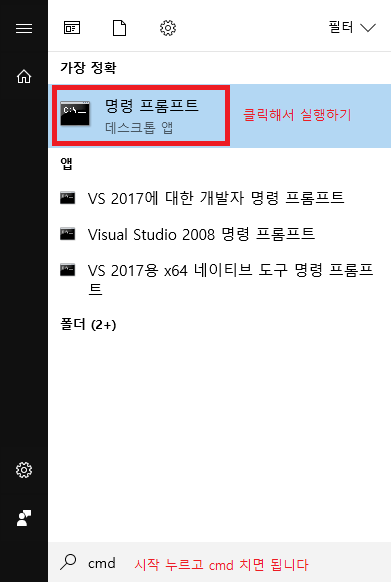 필터
가장 정확
명령 프롬프트
데스크톱 앱
클릭해서 실행하기
앱
VS 2017에 대한 개발자 명령 프롬프트
Visual Studio 2008 명령 프롬프트
VS 2017용 x64 네이티브 도구 명령 프롬프
트
폴더 (2+)
cmd
시작 누르고 cmd 치면 됩니다